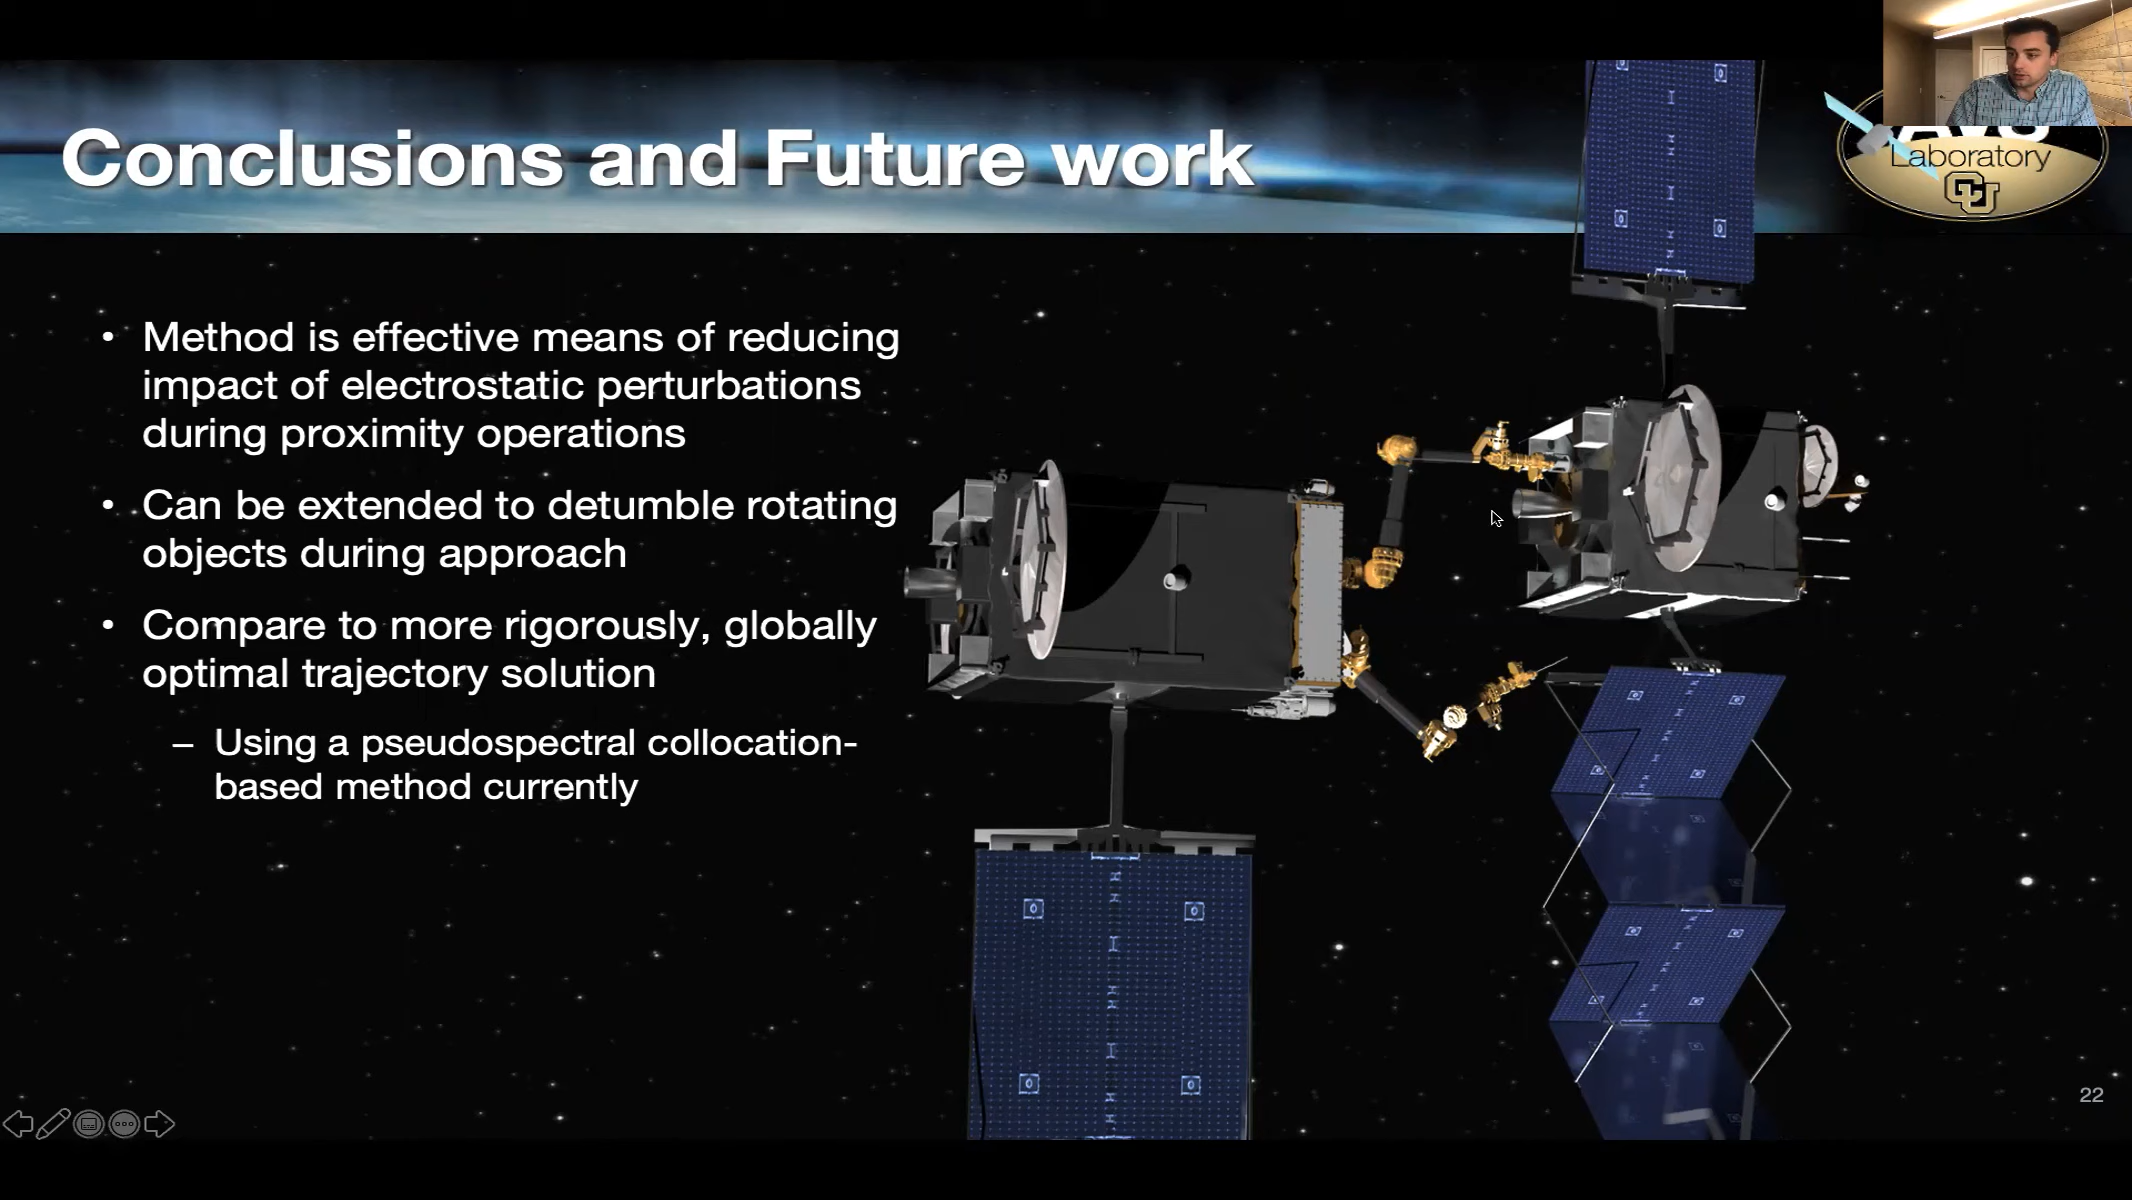 Conclusions and Future work
Laboratory
CU
• Method is effective means of reducing
impact of electrostatic perturbations
during proximity operations
• Can be extended to detumble rotating
objects during approach
• Compare to more rigorously, globally
optimal trajectory solution
– Using a pseudospectral collocation-
based method currently
22